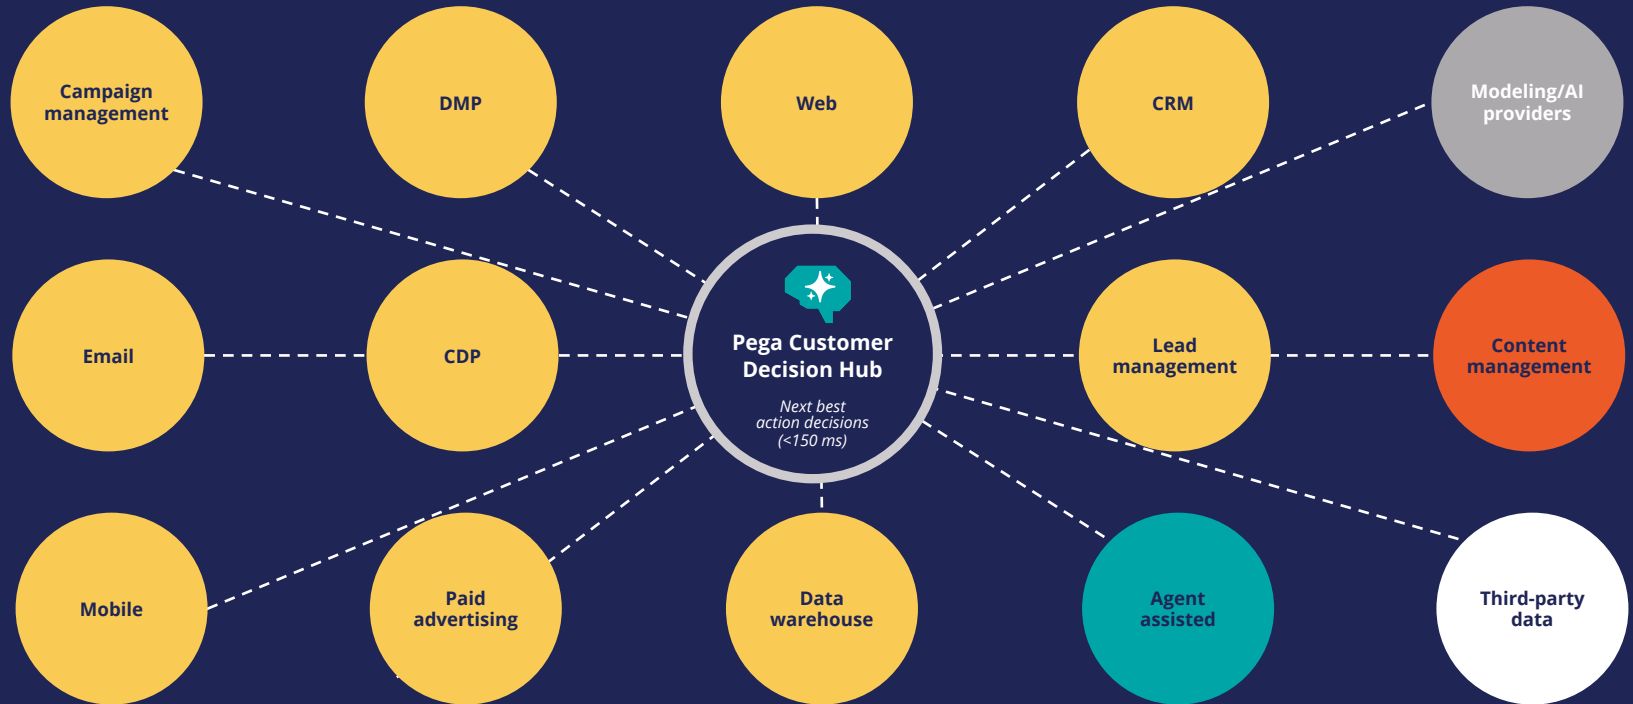 Campaign
management
DMP
Web
CRM
Modeling/AI
providers
Email
CDP
Pega Customer
Decision Hub
Next best
action decisions
(<150 ms)
Lead
management
Content
management
Mobile
Paid
advertising
Data
warehouse
Agent
assisted
Third-party
data